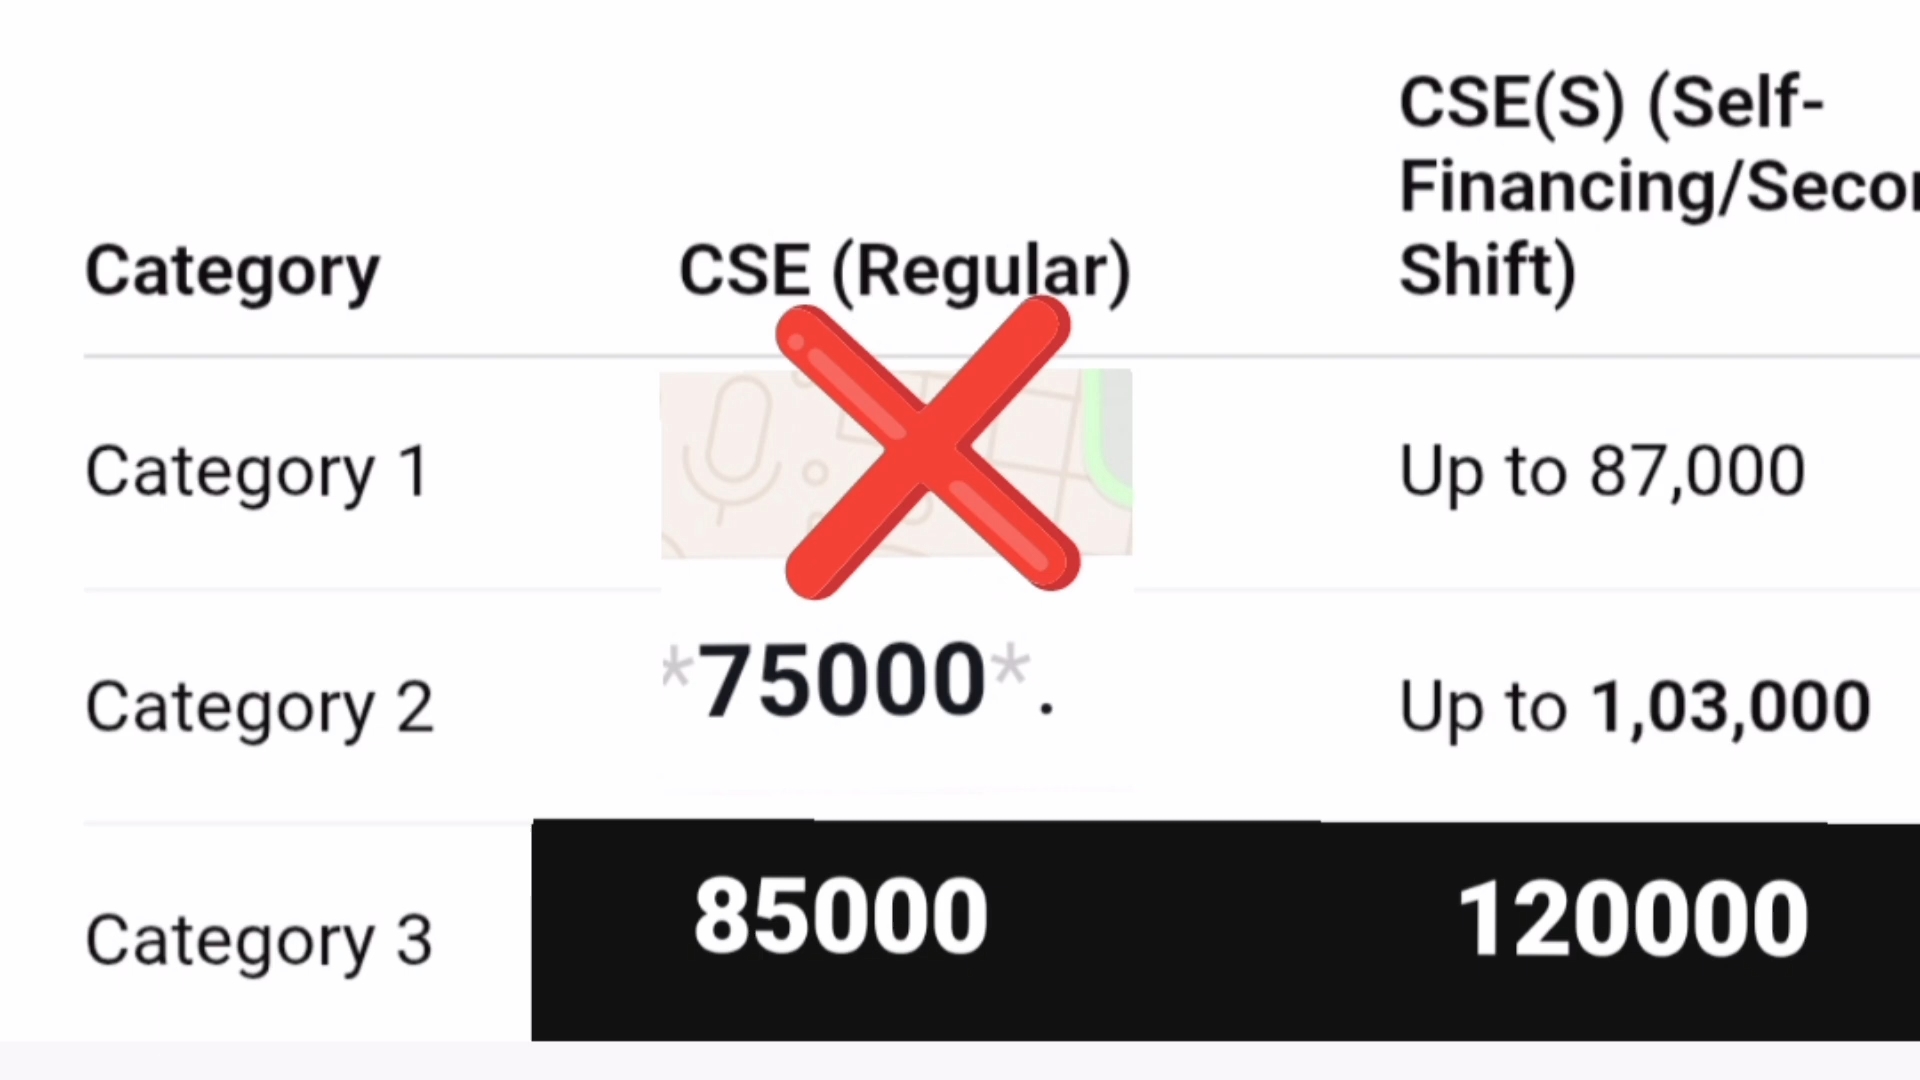 Category CSE (Regular) CSE(S) (Self-
Financing/Secon
Shift)
Category 1 Up to 87,000
Category 2 *75000*. Up to 1,03,000
Category 3 85000 120000